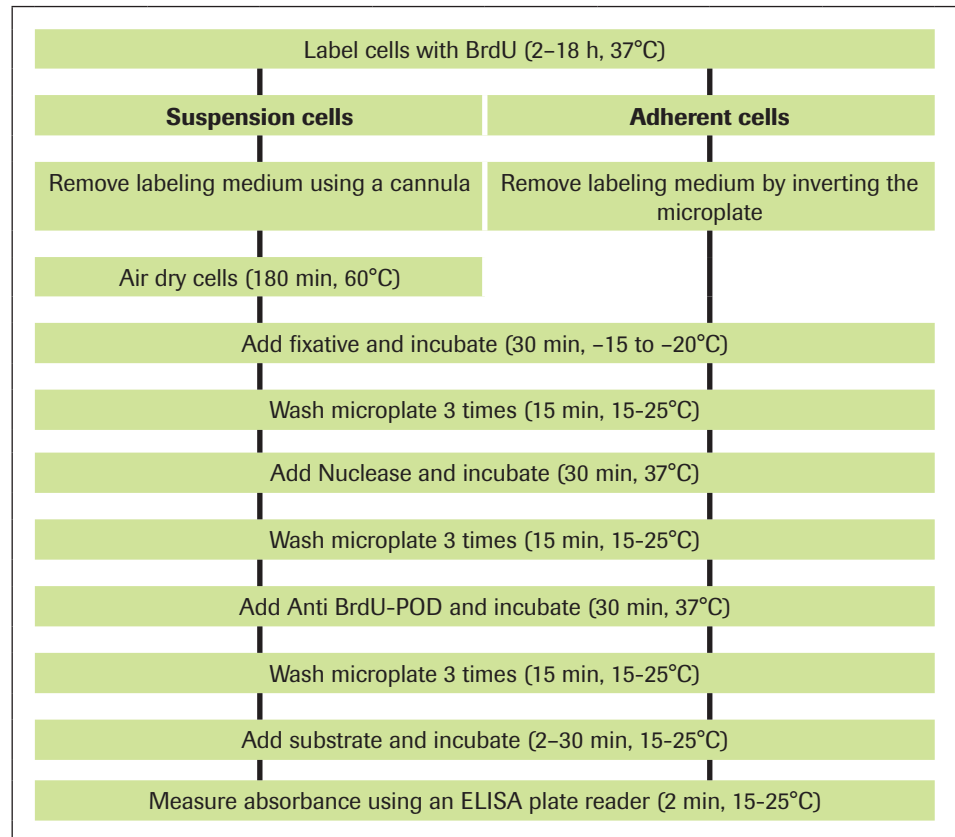 Label cells with BrdU (2–18 h, 37°C)
Suspension cells
Adherent cells
Remove labeling medium using a cannula
Remove labeling medium by inverting the
microplate
Air dry cells (180 min, 60°C)
Add fixative and incubate (30 min, –15 to –20°C)
Wash microplate 3 times (15 min, 15-25°C)
Add Nuclease and incubate (30 min, 37°C)
Wash microplate 3 times (15 min, 15-25°C)
Add Anti BrdU-POD and incubate (30 min, 37°C)
Wash microplate 3 times (15 min, 15-25°C)
Add substrate and incubate (2–30 min, 15-25°C)
Measure absorbance using an ELISA plate reader (2 min, 15-25°C)